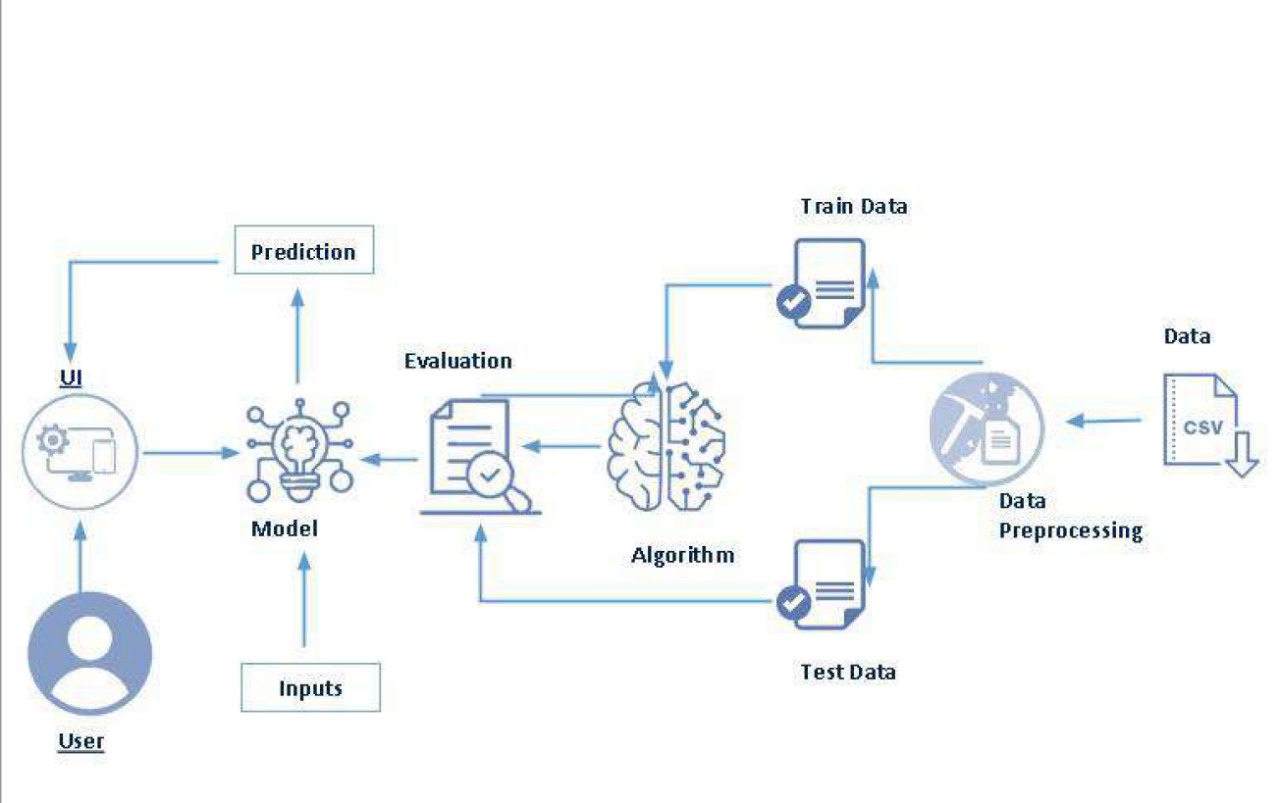 Train Data
Prediction
Data
Evaluation
UI
CSV
Data
Preprocessing
Model
Algorithm
Test Data
Inputs
User